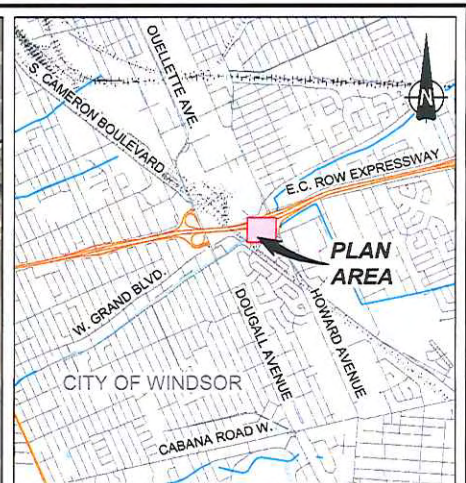 OUELLETTE AVE.
S. CAMERON BOULEVARD
N
E.C. ROW EXPRESSWAY
PLAN
AREA
W. GRAND BLVD.
DOUGALL AVENUE
HOWARD AVENUE
CITY OF WINDSOR
CABANA ROAD W.